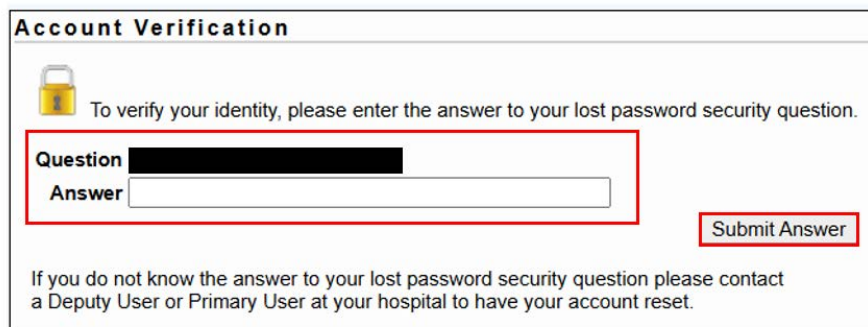 Account Verification
To verify your identity, please enter the answer to your lost password security question.
Question
Answer
Submit Answer
If you do not know the answer to your lost password security question please contact
a Deputy User or Primary User at your hospital to have your account reset.